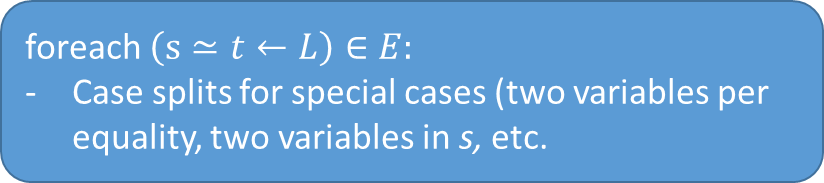 foreach (s ≃ t ← L) ∈ E:
- Case splits for special cases (two variables per
equality, two variables in s, etc.